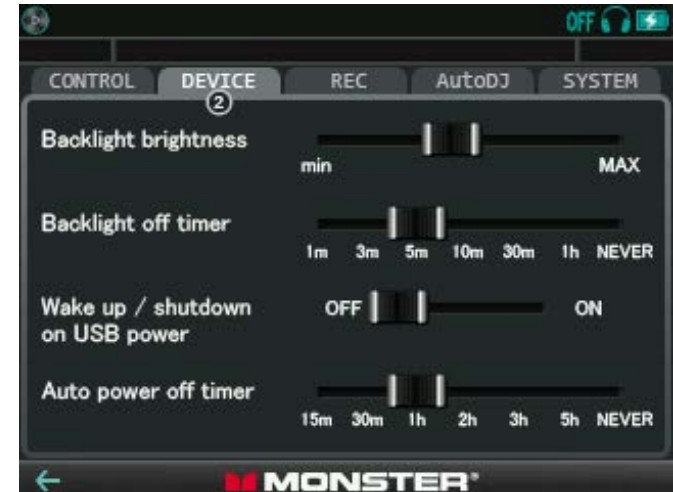 OFF
CONTROL DEVICE REC AutoDJ SYSTEM
2
Backlight brightness
min MAX
Backlight off timer
1m 3m 5m 10m 30m 1h NEVER
Wake up / shutdown
on USB power
OFF ON
Auto power off timer
15m 30m 1h 2h 3h 5h NEVER
MONSTER